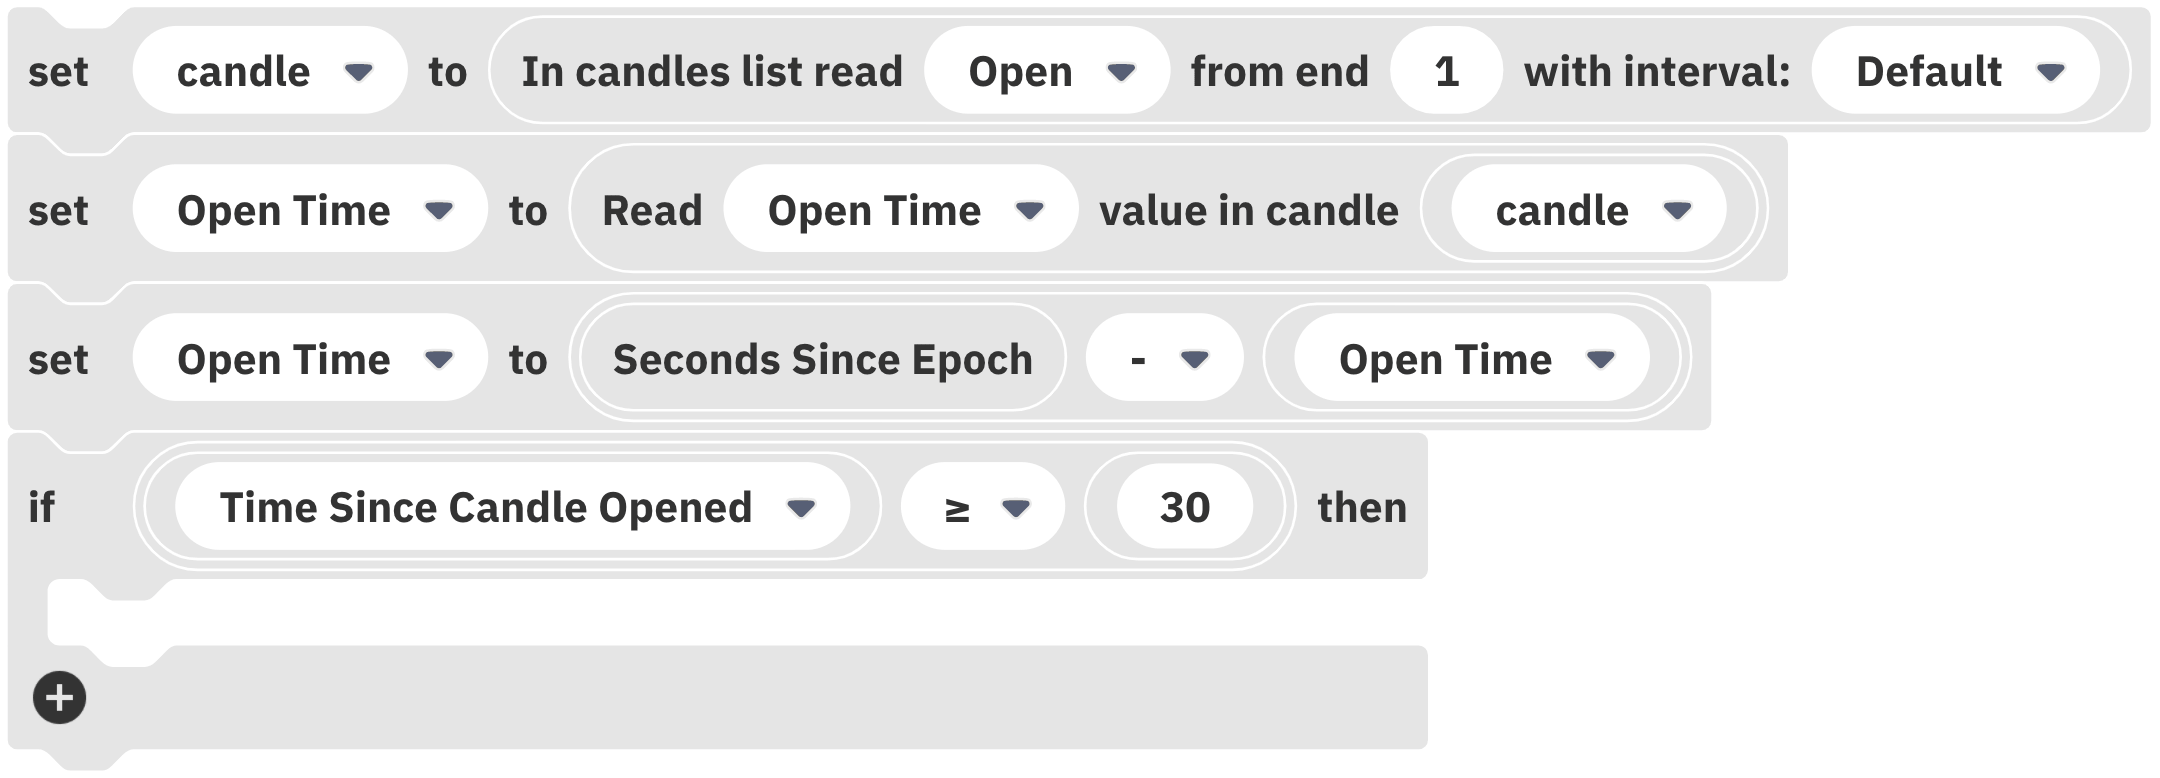 set candle to In candles list read Open from end 1 with interval: Default
set Open Time to Read Open Time value in candle candle
set Open Time to Seconds Since Epoch - Open Time
if Time Since Candle Opened ≥ 30 then
+